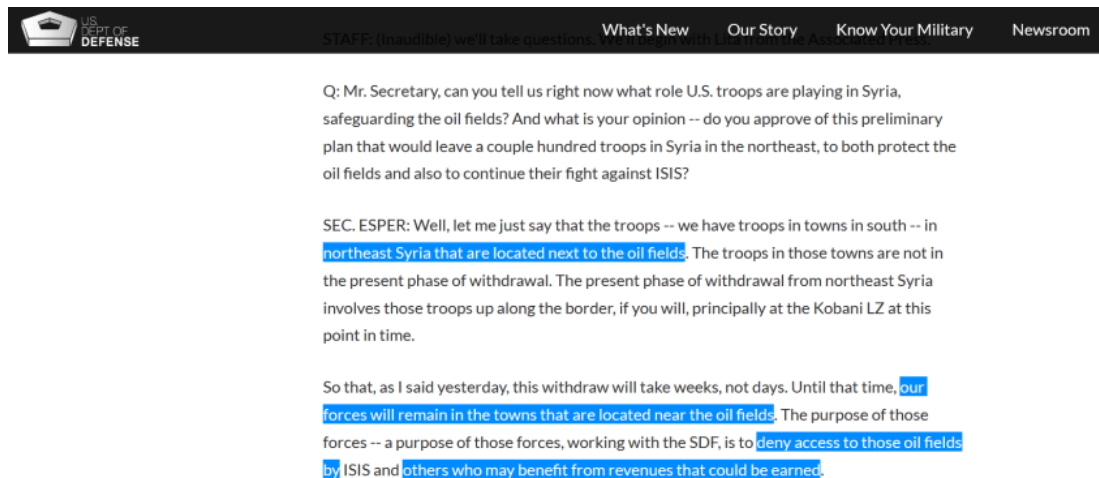 U.S.
DEPT OF
DEFENSE
What's New Our Story Know Your Military Newsroom
STAFF: (Inaudible) we'll take questions. We'll begin with Lita from the Associated Press.
Q: Mr. Secretary, can you tell us right now what role U.S. troops are playing in Syria,
safeguarding the oil fields? And what is your opinion -- do you approve of this preliminary
plan that would leave a couple hundred troops in Syria in the northeast, to both protect the
oil fields and also to continue their fight against ISIS?
SEC. ESPER: Well, let me just say that the troops -- we have troops in towns in south -- in
northeast Syria that are located next to the oil fields. The troops in those towns are not in
the present phase of withdrawal. The present phase of withdrawal from northeast Syria
involves those troops up along the border, if you will, principally at the Kobani LZ at this
point in time.
So that, as I said yesterday, this withdraw will take weeks, not days. Until that time, our
forces will remain in the towns that are located near the oil fields. The purpose of those
forces -- a purpose of those forces, working with the SDF, is to deny access to those oil fields
by ISIS and others who may benefit from revenues that could be earned.